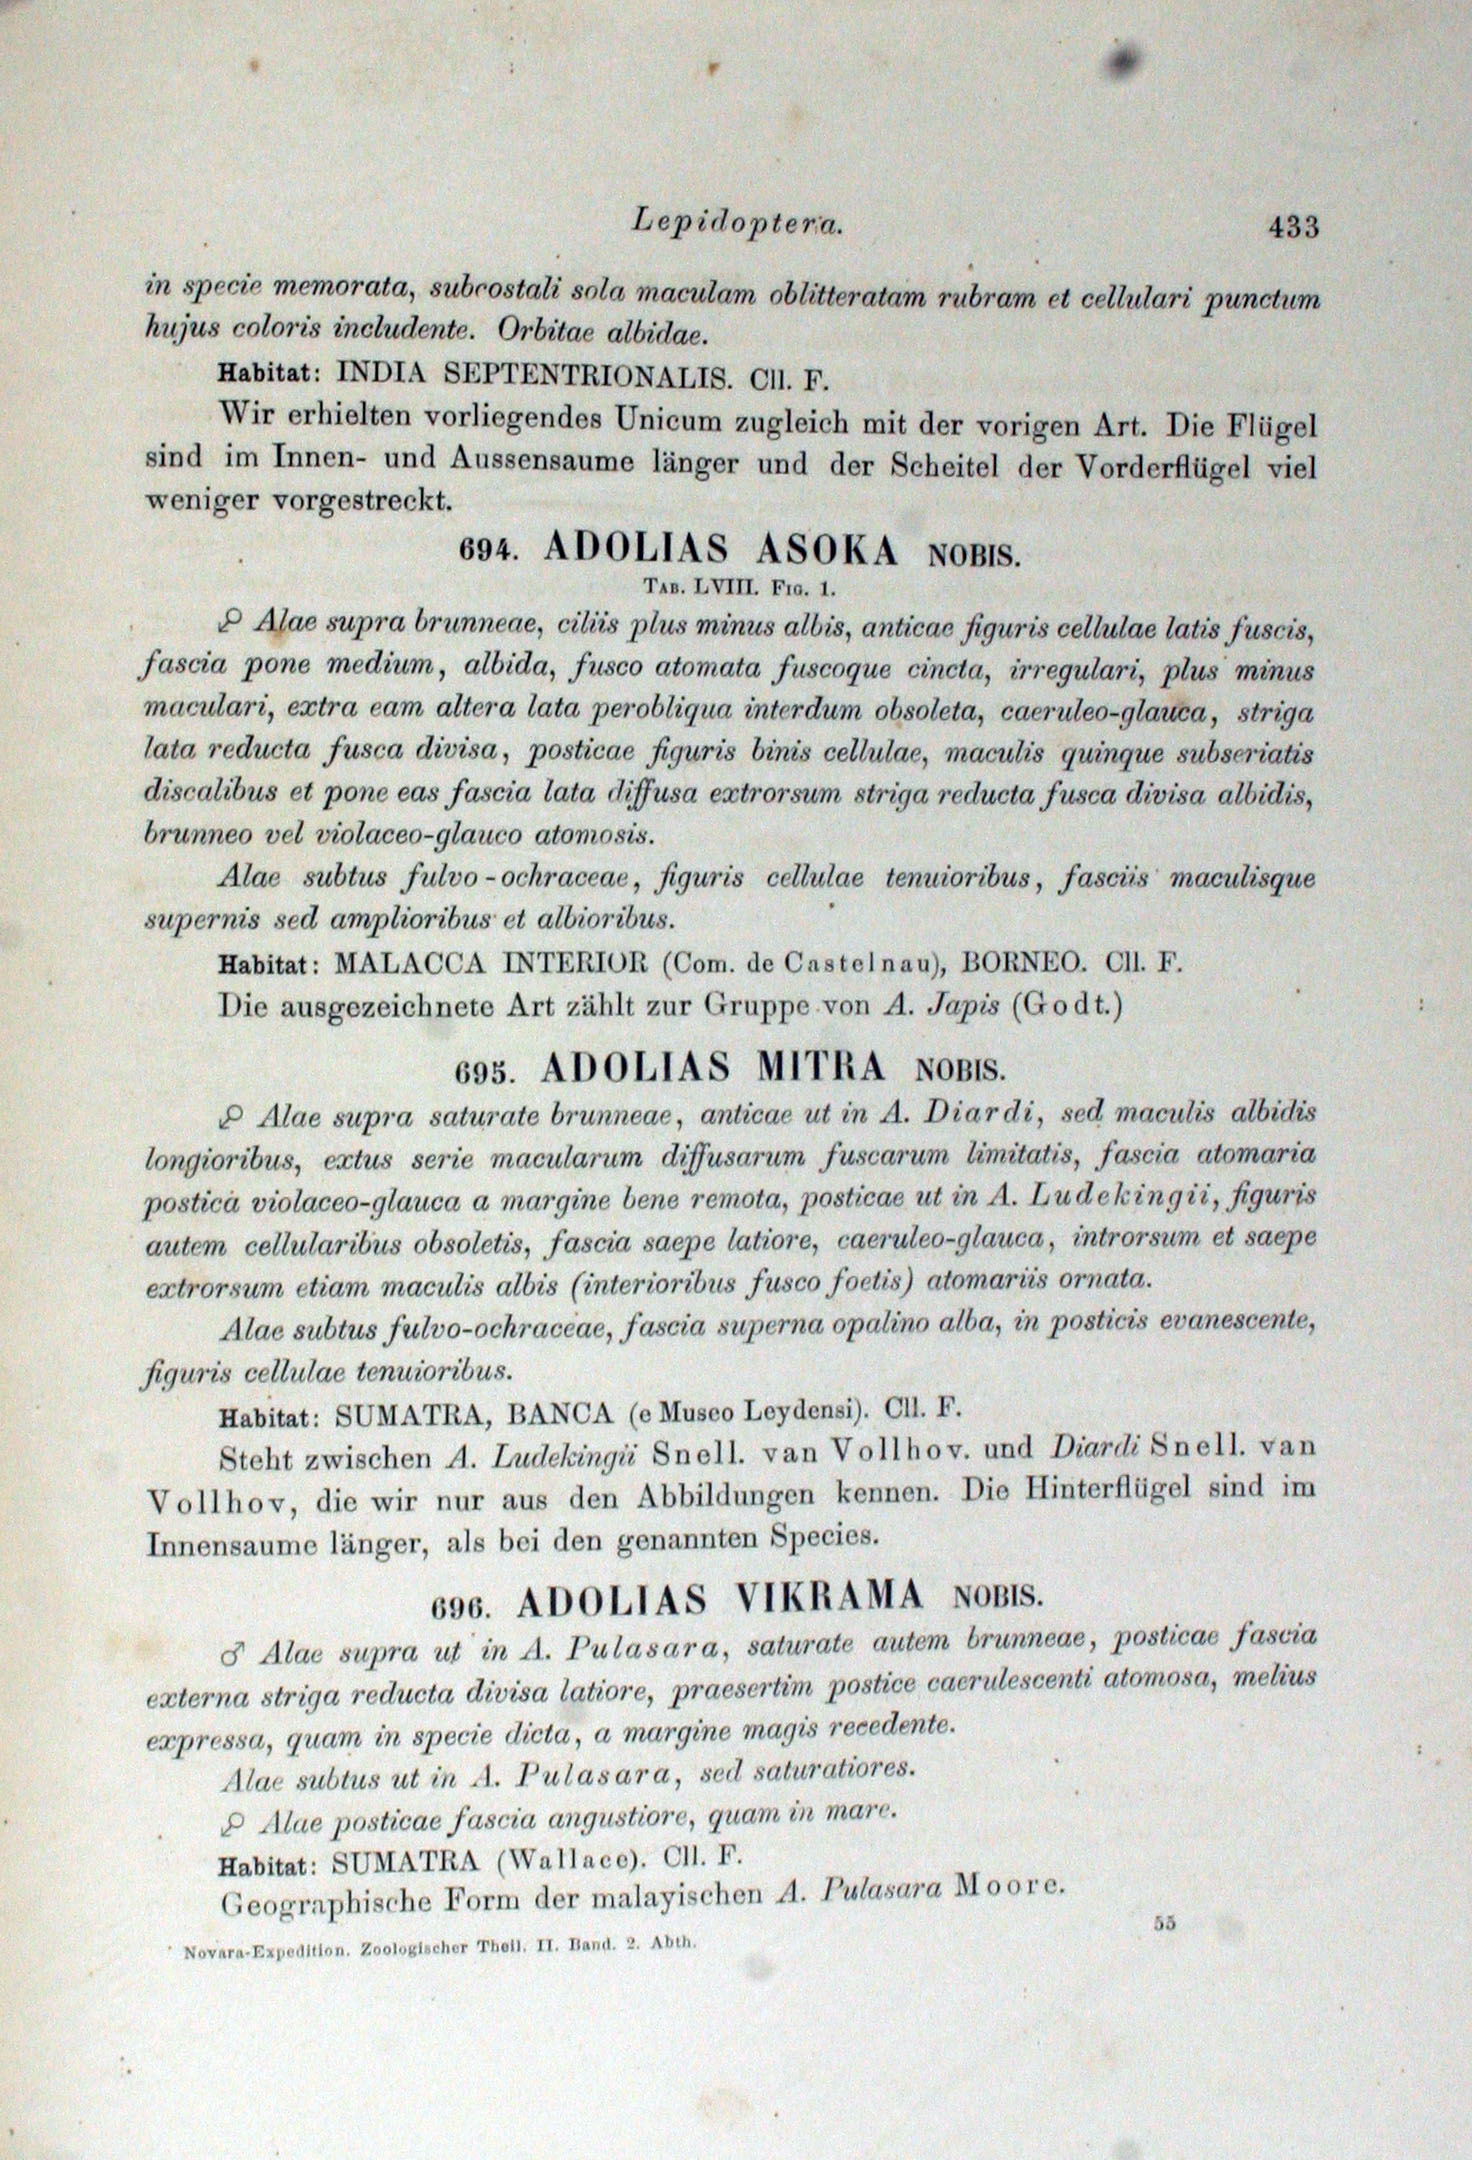 Lepidoptera. 433
in specie memorata, subcostali sola maculam oblitteratam rubram et cellulari punctum
hujus coloris includente. Orbitae albidae.
Habitat: INDIA SEPTENTRIONALIS. Cll. F.
Wir erhielten vorliegendes Unicum zugleich mit der vorigen Art. Die Flügel
sind im Innen- und Aussensaume länger und der Scheitel der Vorderflügel viel
weniger vorgestreckt.
694. ADOLIAS ASOKA NOBIS.
TAB. LVIII. FIG. 1.
♀ Alae supra brunneae, ciliis plus minus albis, anticae figuris cellulae latis fuscis,
fascia pone medium, albida, fusco atomata fuscoque cincta, irregulari, plus minus
maculari, extra eam altera lata perobliqua interdum obsoleta, caeruleo-glauca, striga
lata reducta fusca divisa, posticae figuris binis cellulae, maculis quinque subseriatis
discalibus et pone eas fascia lata diffusa extrorsum striga reducta fusca divisa albidis,
brunneo vel violaceo-glauco atomosis.
Alae subtus fulvo-ochraceae, figuris cellulae tenuioribus, fasciis maculisque
supernis sed amplioribus et albioribus.
Habitat: MALACCA INTERIOR (Com. de Castelnau), BORNEO. Cll. F.
Die ausgezeichnete Art zählt zur Gruppe von A. Japis (Godt.)
695. ADOLIAS MITRA NOBIS.
♀ Alae supra saturate brunneae, anticae ut in A. Diardi, sed maculis albidis
longioribus, extus serie macularum diffusarum fuscarum limitatis, fascia atomaria
postica violaceo-glauca a margine bene remota, posticae ut in A. Ludekingii, figuris
autem cellularibus obsoletis, fascia saepe latiore, caeruleo-glauca, introrsum et saepe
extrorsum etiam maculis albis (interioribus fusco foetis) atomariis ornata.
Alae subtus fulvo-ochraceae, fascia superna opalino alba, in posticis evanescente,
figuris cellulae tenuioribus.
Habitat: SUMATRA, BANCA (e Museo Leydensi). Cll. F.
Steht zwischen A. Ludekingii Snell. van Vollhov. und Diardi Snell. van
Vollhov, die wir nur aus den Abbildungen kennen. Die Hinterflügel sind im
Innensaume länger, als bei den genannten Species.
696. ADOLIAS VIKRAMA NOBIS.
♂ Alae supra ut in A. Pulasara, saturate autem brunneae, posticae fascia
externa striga reducta divisa latiore, praesertim postice caerulescenti atomosa, melius
expressa, quam in specie dicta, a margine magis recedente.
Alae subtus ut in A. Pulasara, sed saturatiores.
♀ Alae posticae fascia angustiore, quam in mare.
Habitat: SUMATRA (Wallace). Cll. F.
Geographische Form der malayischen A. Pulasara Moore.
Novara-Expedition. Zoologischer Theil. II. Band. 2. Abth. 55